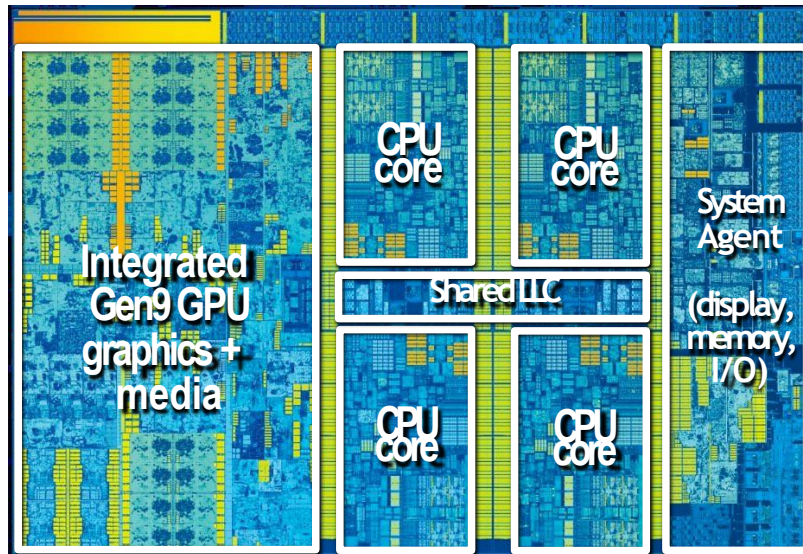 CPU
core
CPU
core
System
Agent
(display,
memory,
I/O)
Integrated
Gen9 GPU
graphics +
media
Shared LLC
CPU
core
CPU
core